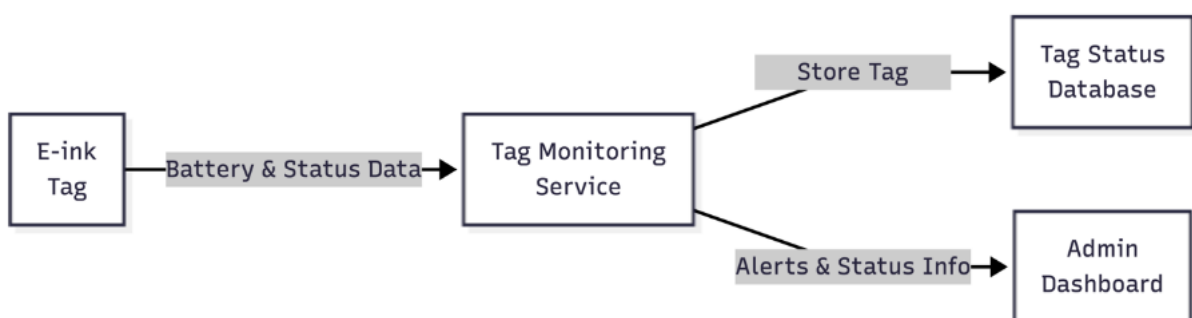 E-ink
Tag
Battery & Status Data
Tag Monitoring
Service
Store Tag
Tag Status
Database
Alerts & Status Info
Admin
Dashboard